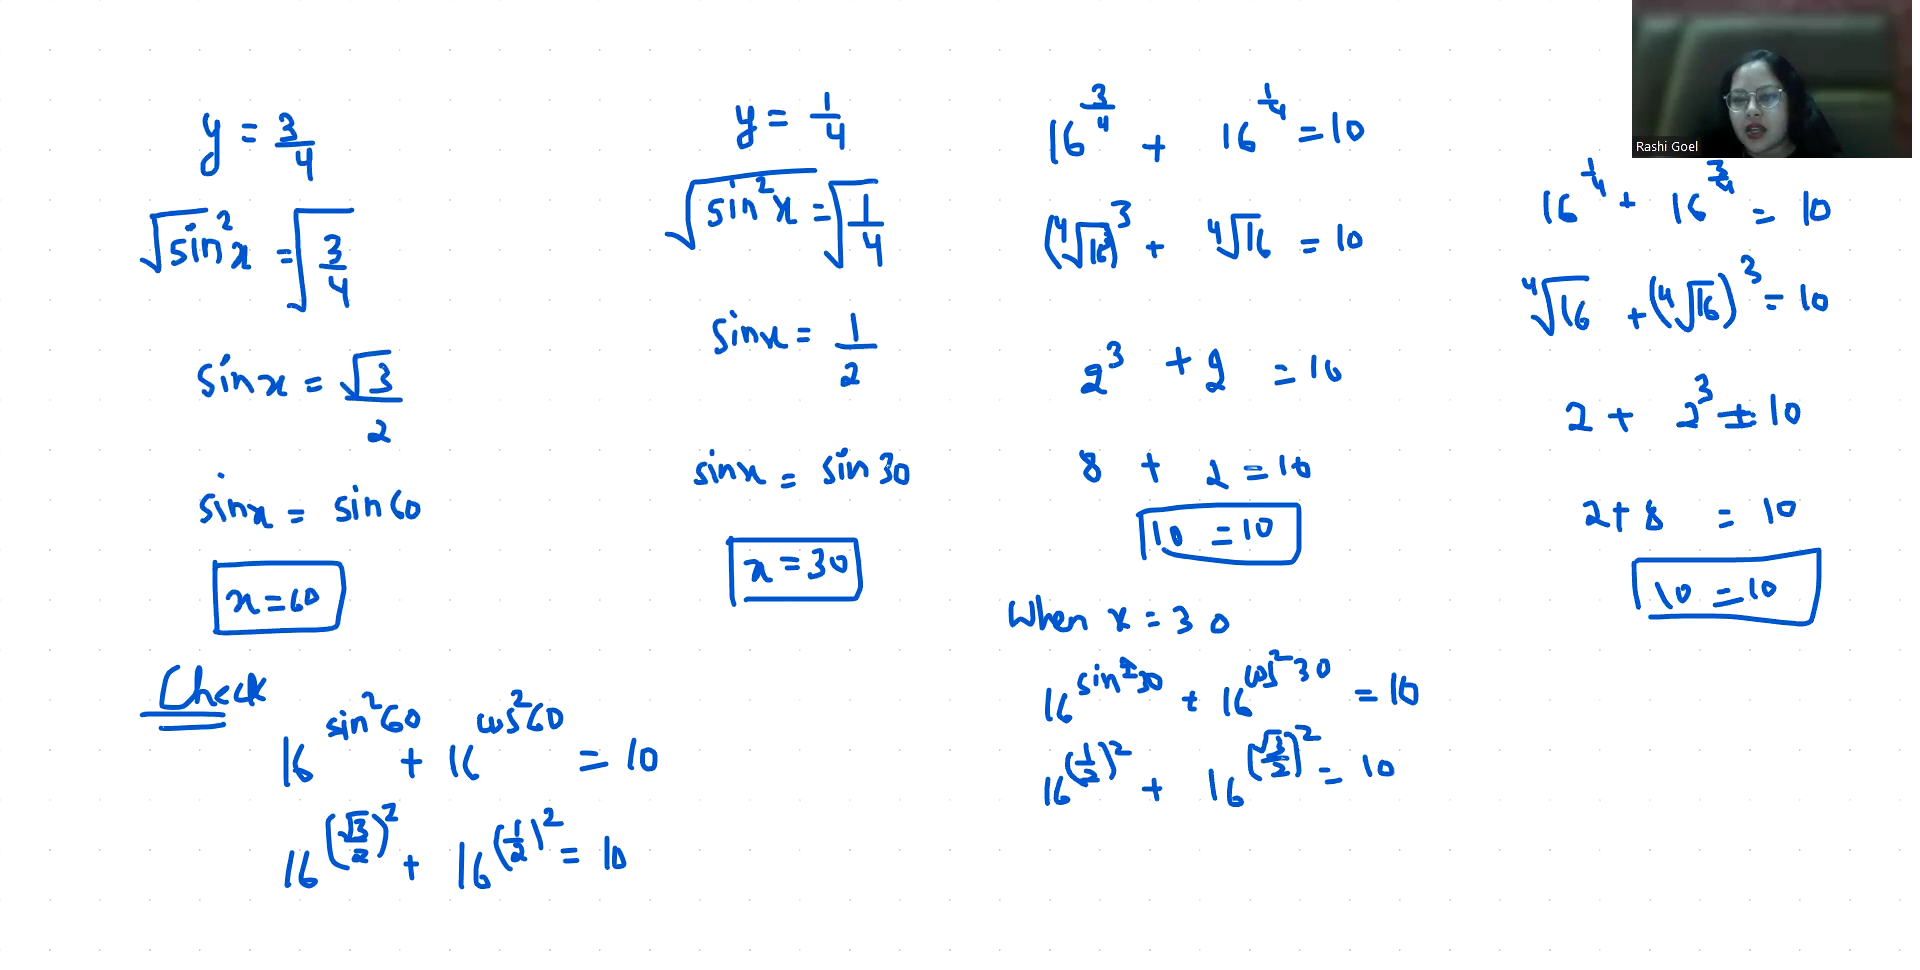 y = 3/4
√sin²x = √3/4
sinx = √3/2
sinx = sin60
x=60
Check
16^sin²60 + 16^cos²60 = 10
16^(√3/2)² + 16^(1/2)² = 10
y = 1/4
√sin²x = √1/4
sinx = 1/2
sinx = sin30
x=30
16^3/4 + 16^1/4 = 10
(⁴√16)³ + ⁴√16 = 10
2³ + 2 = 10
8 + 2 = 10
10 = 10
When x = 30
16^sin²30 + 16^cos²30 = 10
16^(1/2)² + 16^(√3/2)² = 10
Rashi Goel
16^1/4 + 16^3/4 = 10
⁴√16 + (⁴√16)³ = 10
2 + 2³ = 10
2+8 = 10
10 = 10